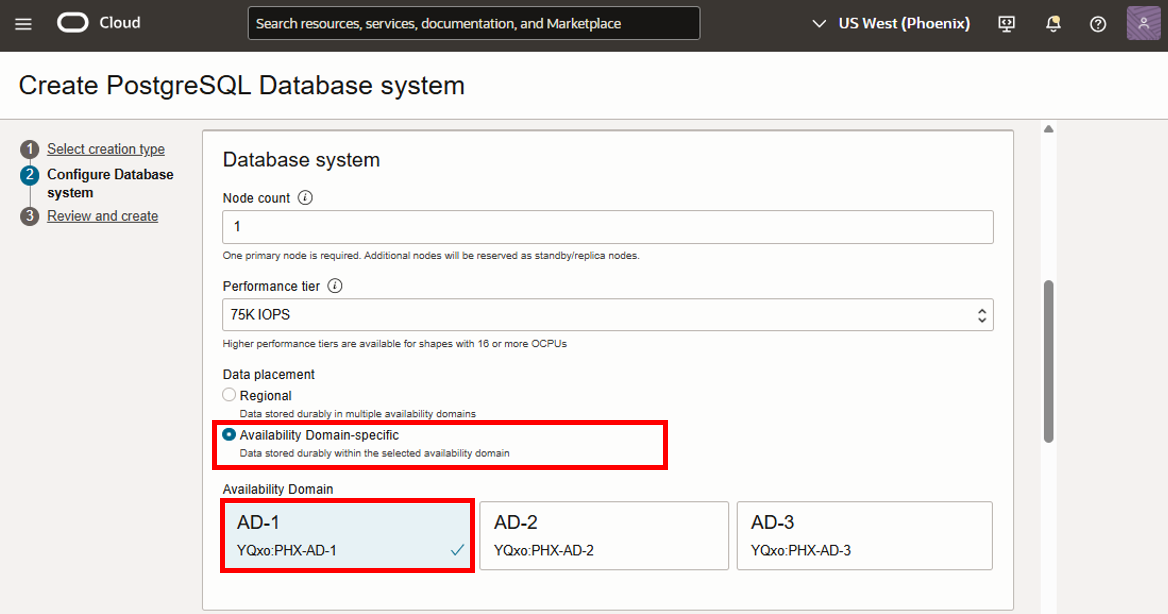 Cloud
Search resources, services, documentation, and Marketplace
US West (Phoenix)
Create PostgreSQL Database system
1 Select creation type
2 Configure Database
system
3 Review and create
Database system
Node count
1
One primary node is required. Additional nodes will be reserved as standby/replica nodes.
Performance tier
75K IOPS
Higher performance tiers are available for shapes with 16 or more OCPUs
Data placement
Regional
Data stored durably in multiple availability domains
Availability Domain-specific
Data stored durably within the selected availability domain
Availability Domain
AD-1
YQxo:PHX-AD-1
AD-2
YQxo:PHX-AD-2
AD-3
YQxo:PHX-AD-3